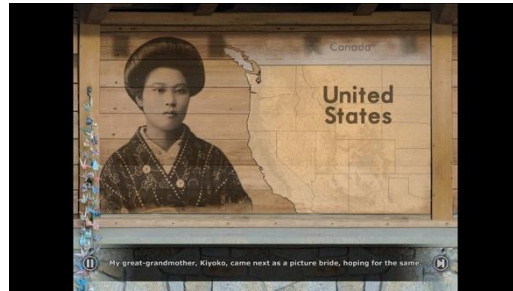 Canada
United
States
My great-grandmother, Kiyoko, came next as a picture bride, hoping for the same.